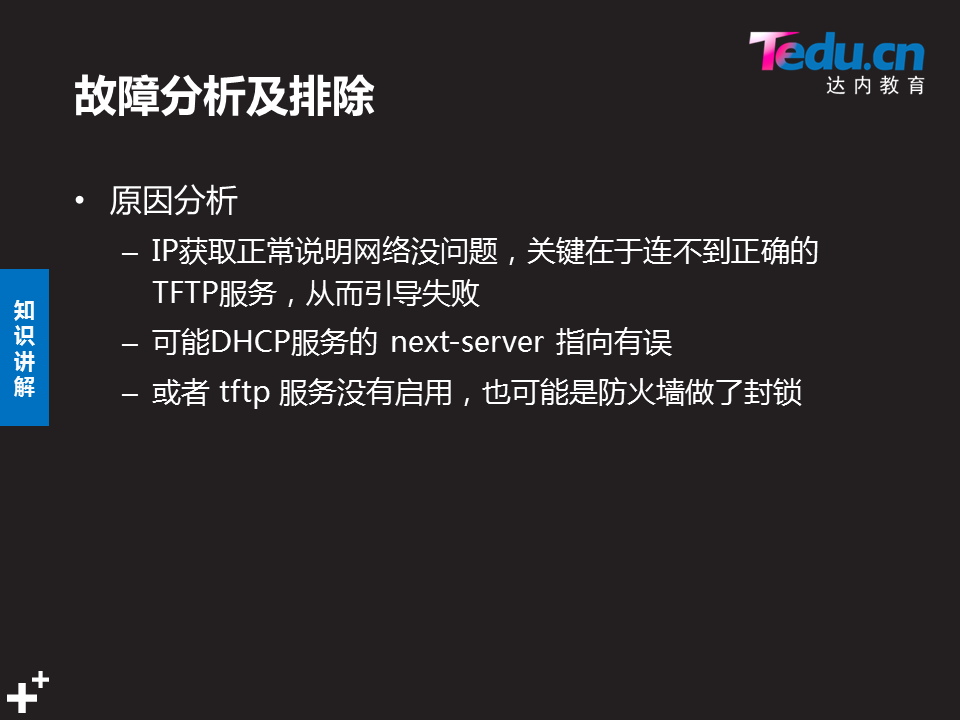 Tedu.cn
达内教育
故障分析及排除
• 原因分析
– IP获取正常说明网络没问题，关键在于连不到正确的
TFTP服务，从而引导失败
– 可能DHCP服务的 next-server 指向有误
– 或者 tftp 服务没有启用，也可能是防火墙做了封锁
知
识
讲
解